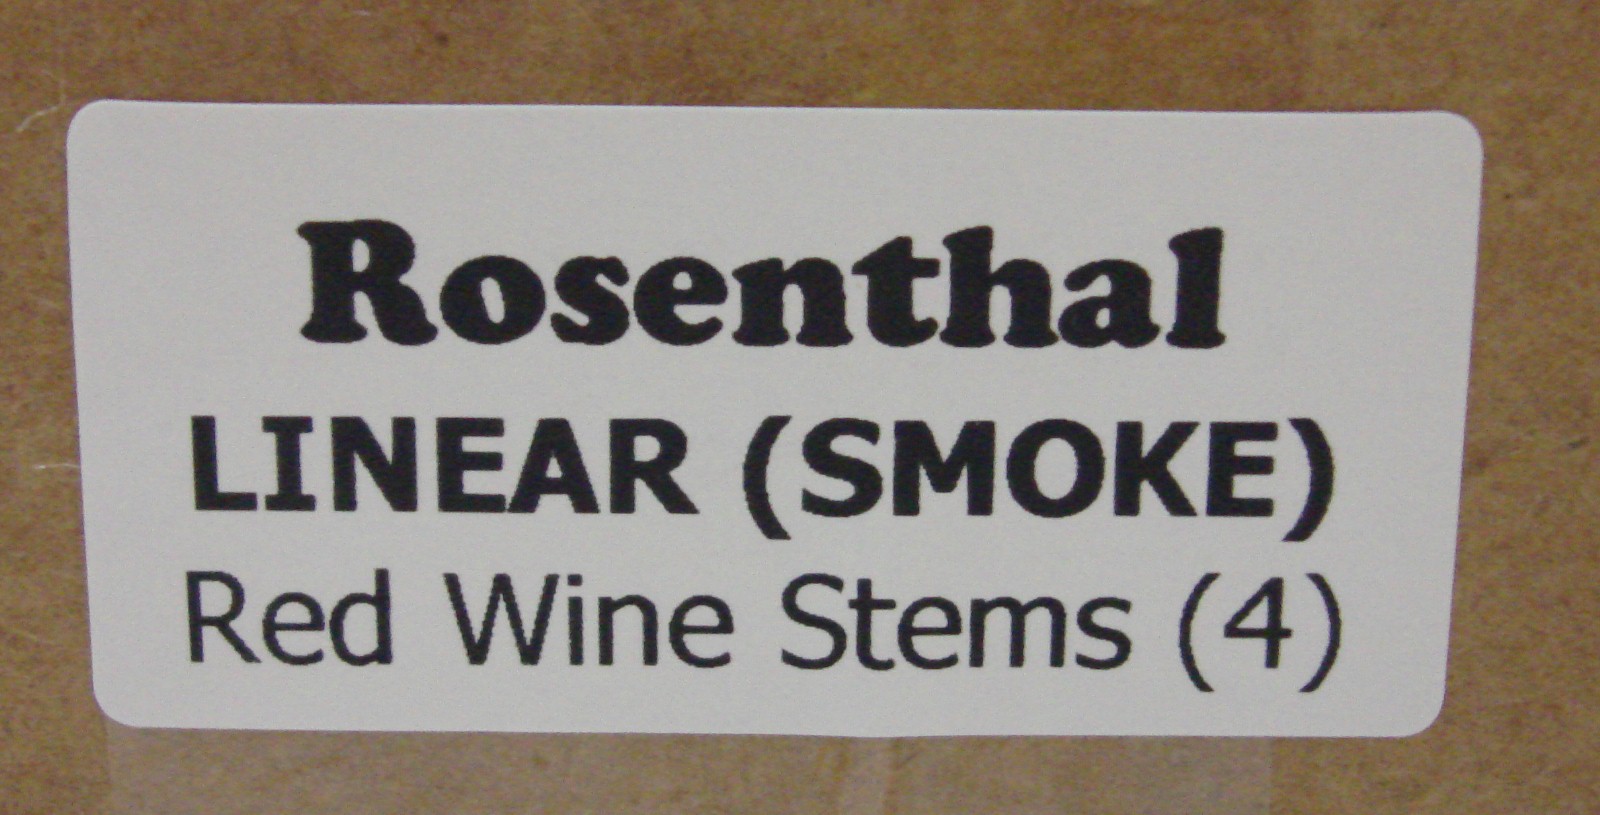 Rosenthal
LINEAR (SMOKE)
Red Wine Stems (4)